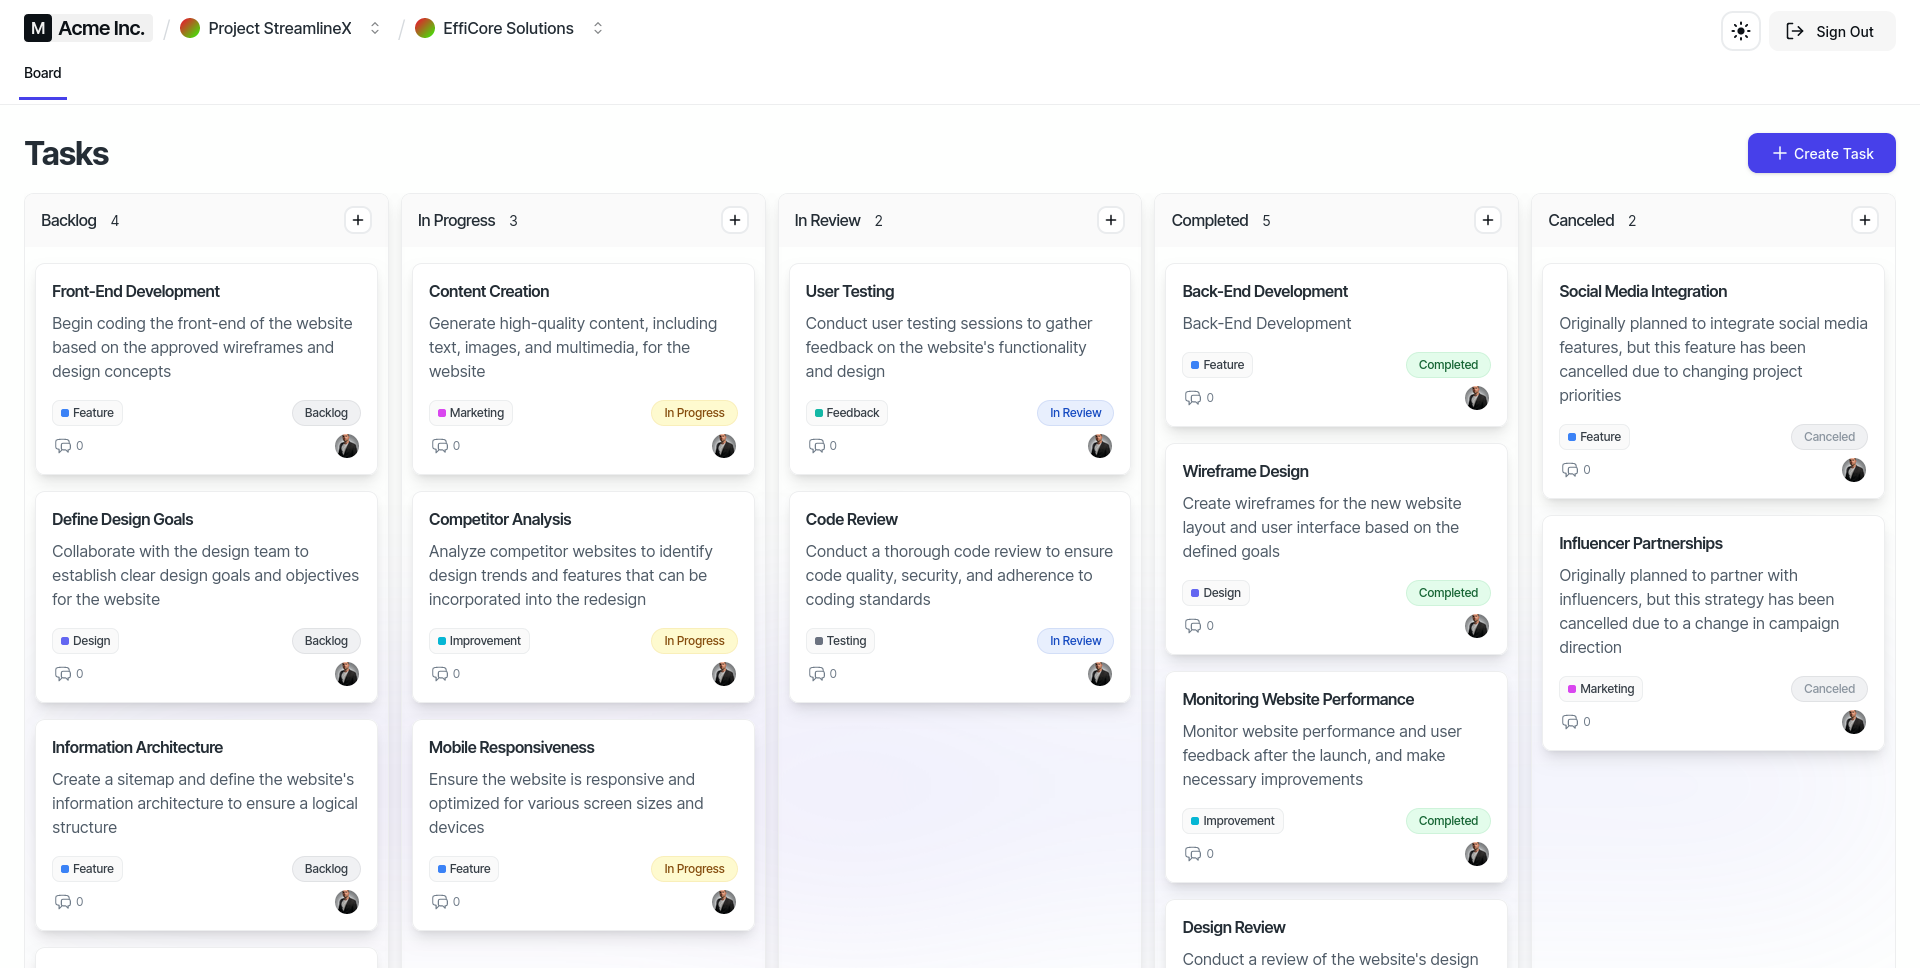 M Acme Inc. / Project StreamlineX / EffiCore Solutions
Sign Out
Board
Tasks
Create Task
Backlog 4
Front-End Development
Begin coding the front-end of the website
based on the approved wireframes and
design concepts
Feature
Backlog
0
Define Design Goals
Collaborate with the design team to
establish clear design goals and objectives
for the website
Design
Backlog
0
Information Architecture
Create a sitemap and define the website's
information architecture to ensure a logical
structure
Feature
Backlog
0
In Progress 3
Content Creation
Generate high-quality content, including
text, images, and multimedia, for the
website
Marketing
In Progress
0
Competitor Analysis
Analyze competitor websites to identify
design trends and features that can be
incorporated into the redesign
Improvement
In Progress
0
Mobile Responsiveness
Ensure the website is responsive and
optimized for various screen sizes and
devices
Feature
In Progress
0
In Review 2
User Testing
Conduct user testing sessions to gather
feedback on the website's functionality
and design
Feedback
In Review
0
Code Review
Conduct a thorough code review to ensure
code quality, security, and adherence to
coding standards
Testing
In Review
0
Completed 5
Back-End Development
Back-End Development
Feature
Completed
0
Wireframe Design
Create wireframes for the new website
layout and user interface based on the
defined goals
Design
Completed
0
Monitoring Website Performance
Monitor website performance and user
feedback after the launch, and make
necessary improvements
Improvement
Completed
0
Design Review
Conduct a review of the website's design
Canceled 2
Social Media Integration
Originally planned to integrate social media
features, but this feature has been
cancelled due to changing project
priorities
Feature
Canceled
0
Influencer Partnerships
Originally planned to partner with
influencers, but this strategy has been
cancelled due to a change in campaign
direction
Marketing
Canceled
0